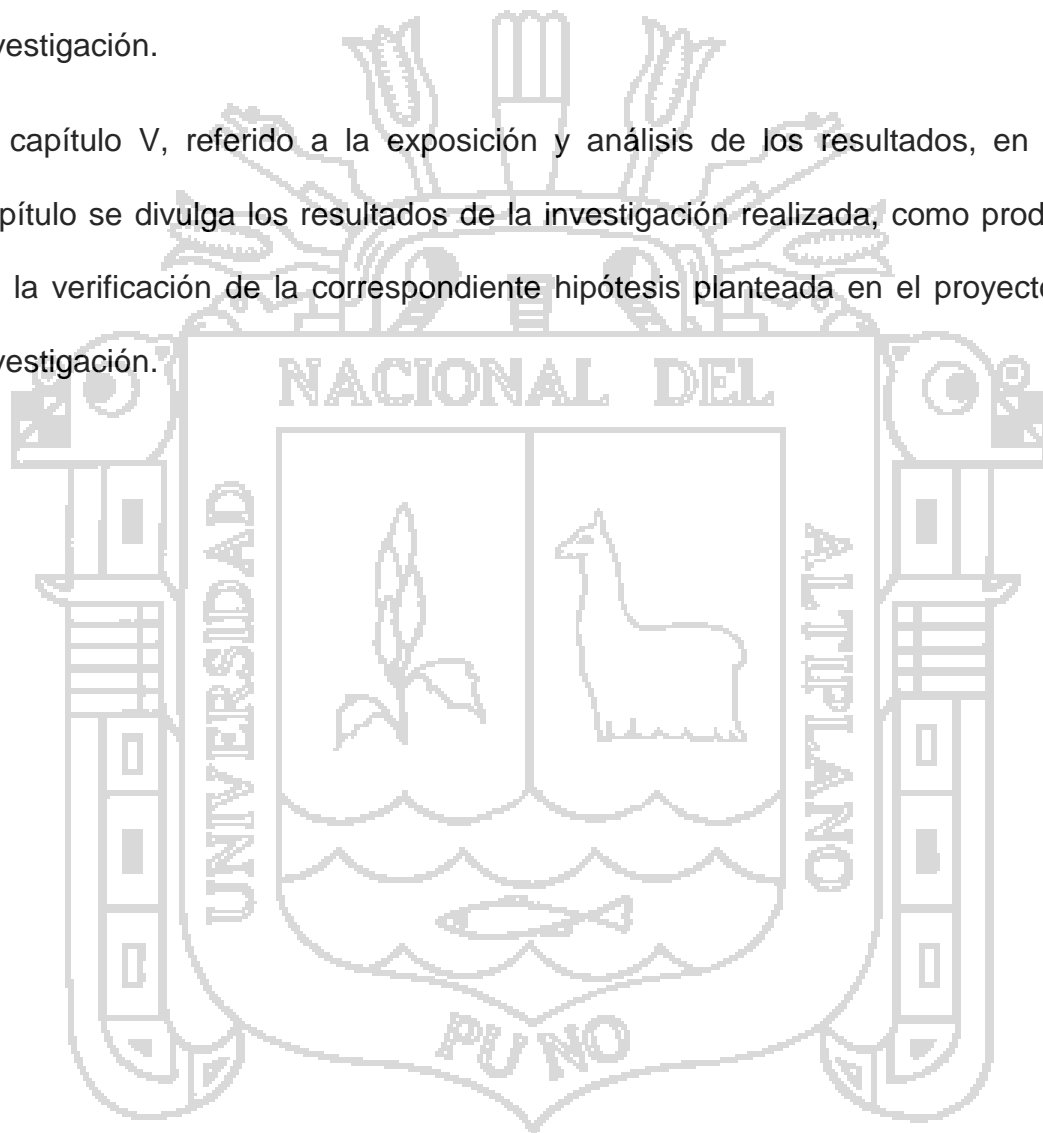 vestigación.
capítulo V, referido a la exposición y análisis de los resultados, en
pítulo se divulga los resultados de la investigación realizada, como prod
la verificación de la correspondiente hipótesis planteada en el proyecto
vestigación.
NACIONAL DEL
UNIVERSIDAD
ALTIPLANO
PUNO